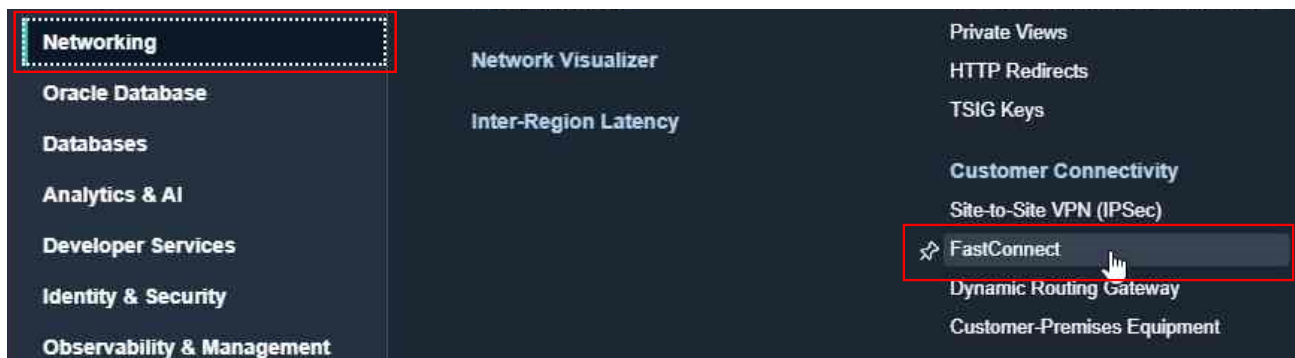 Networking
Oracle Database
Databases
Analytics & AI
Developer Services
Identity & Security
Observability & Management
Network Visualizer
Inter-Region Latency
Private Views
HTTP Redirects
TSIG Keys
Customer Connectivity
Site-to-Site VPN (IPSec)
FastConnect
Dynamic Routing Gateway
Customer-Premises Equipment